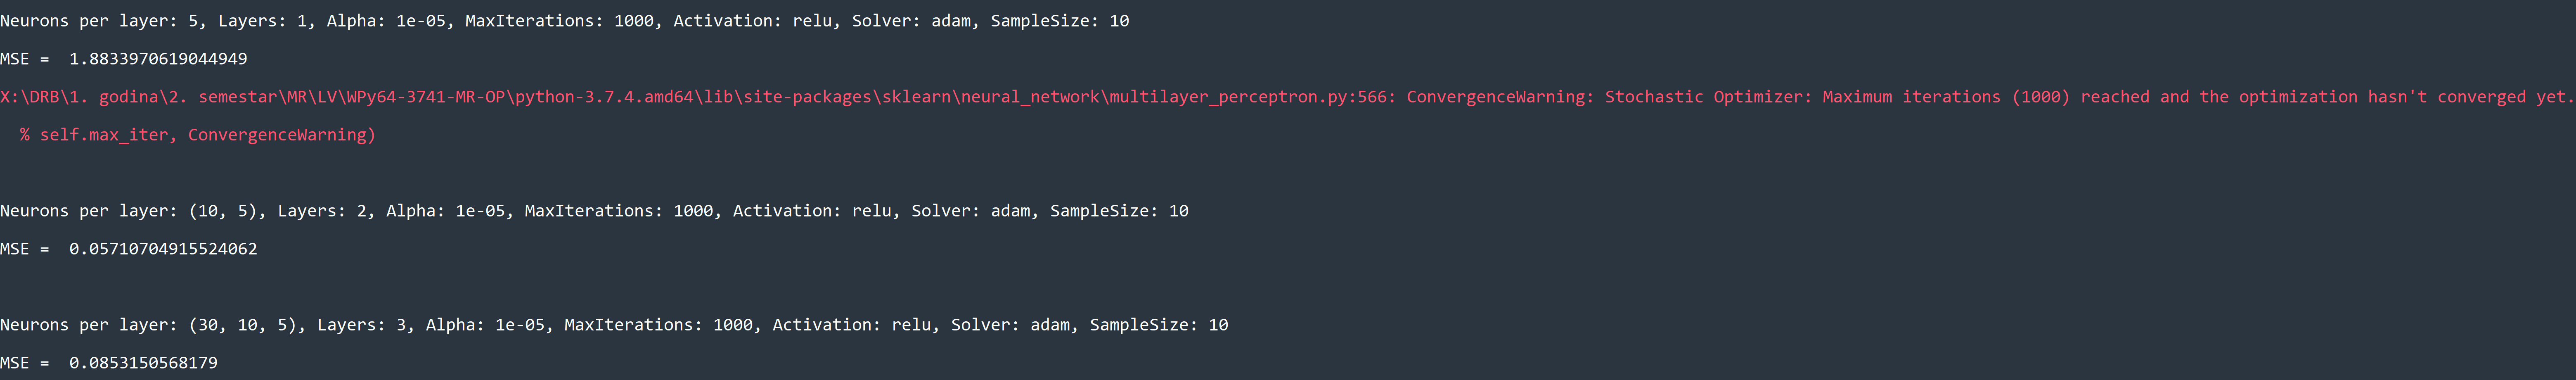 Neurons per layer: 5, Layers: 1, Alpha: 1e-05, MaxIterations: 1000, Activation: relu, Solver: adam, SampleSize: 10
MSE =  1.8833970619044949
X:\DRB\1. godina\2. semestar\MR\LV\WPy64-3741-MR-OP\python-3.7.4.amd64\lib\site-packages\sklearn\neural_network\multilayer_perceptron.py:566: ConvergenceWarning: Stochastic Optimizer: Maximum iterations (1000) reached and the optimization hasn't converged yet.
  % self.max_iter, ConvergenceWarning)
Neurons per layer: (10, 5), Layers: 2, Alpha: 1e-05, MaxIterations: 1000, Activation: relu, Solver: adam, SampleSize: 10
MSE =  0.05710704915524062
Neurons per layer: (30, 10, 5), Layers: 3, Alpha: 1e-05, MaxIterations: 1000, Activation: relu, Solver: adam, SampleSize: 10
MSE =  0.0853150568179